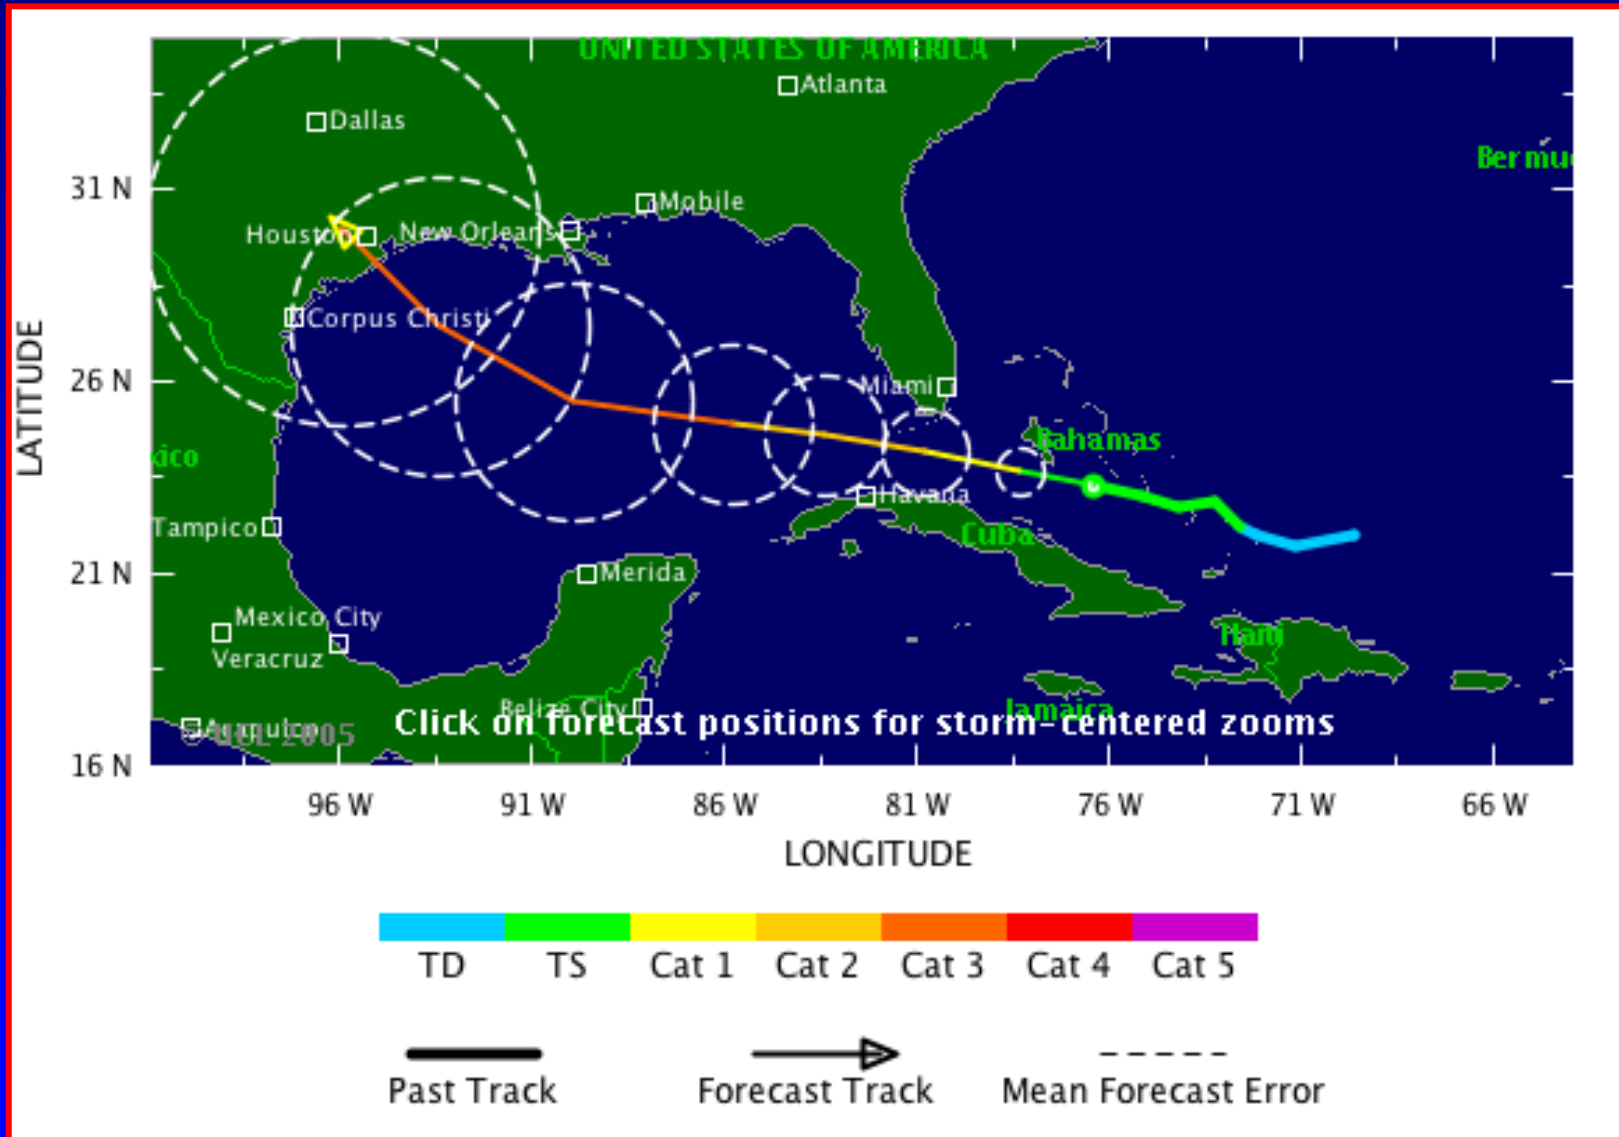 UNITED STATES OF AMERICA
Atlanta
Dallas
Bermu
31 N
Mobile
Houston
New Orleans
Corpus Christi
LATITUDE
26 N
Miami
Bahamas
xico
Havana
Tampico
Cuba
21 N
Merida
Mexico City
Veracruz
Haiti
Belize City
Jamaica
Click on forecast positions for storm-centered zooms
Acapulco
2005
16 N
96 W
91 W
86 W
81 W
76 W
71 W
66 W
LONGITUDE
TD
TS
Cat 1
Cat 2
Cat 3
Cat 4
Cat 5
Past Track
Forecast Track
Mean Forecast Error